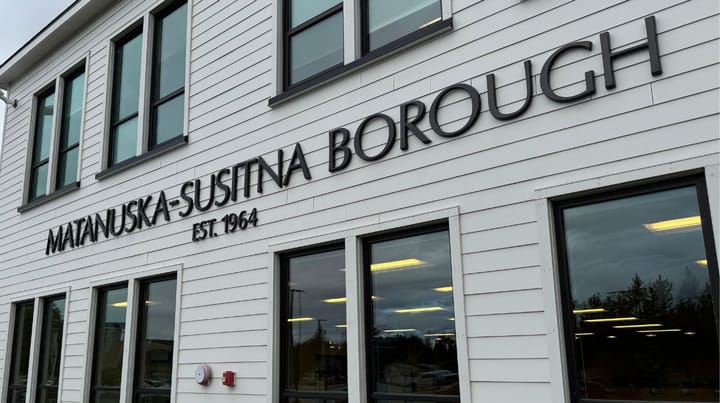 MATANUSKA-SUSITNA BOROUGH
EST. 1964